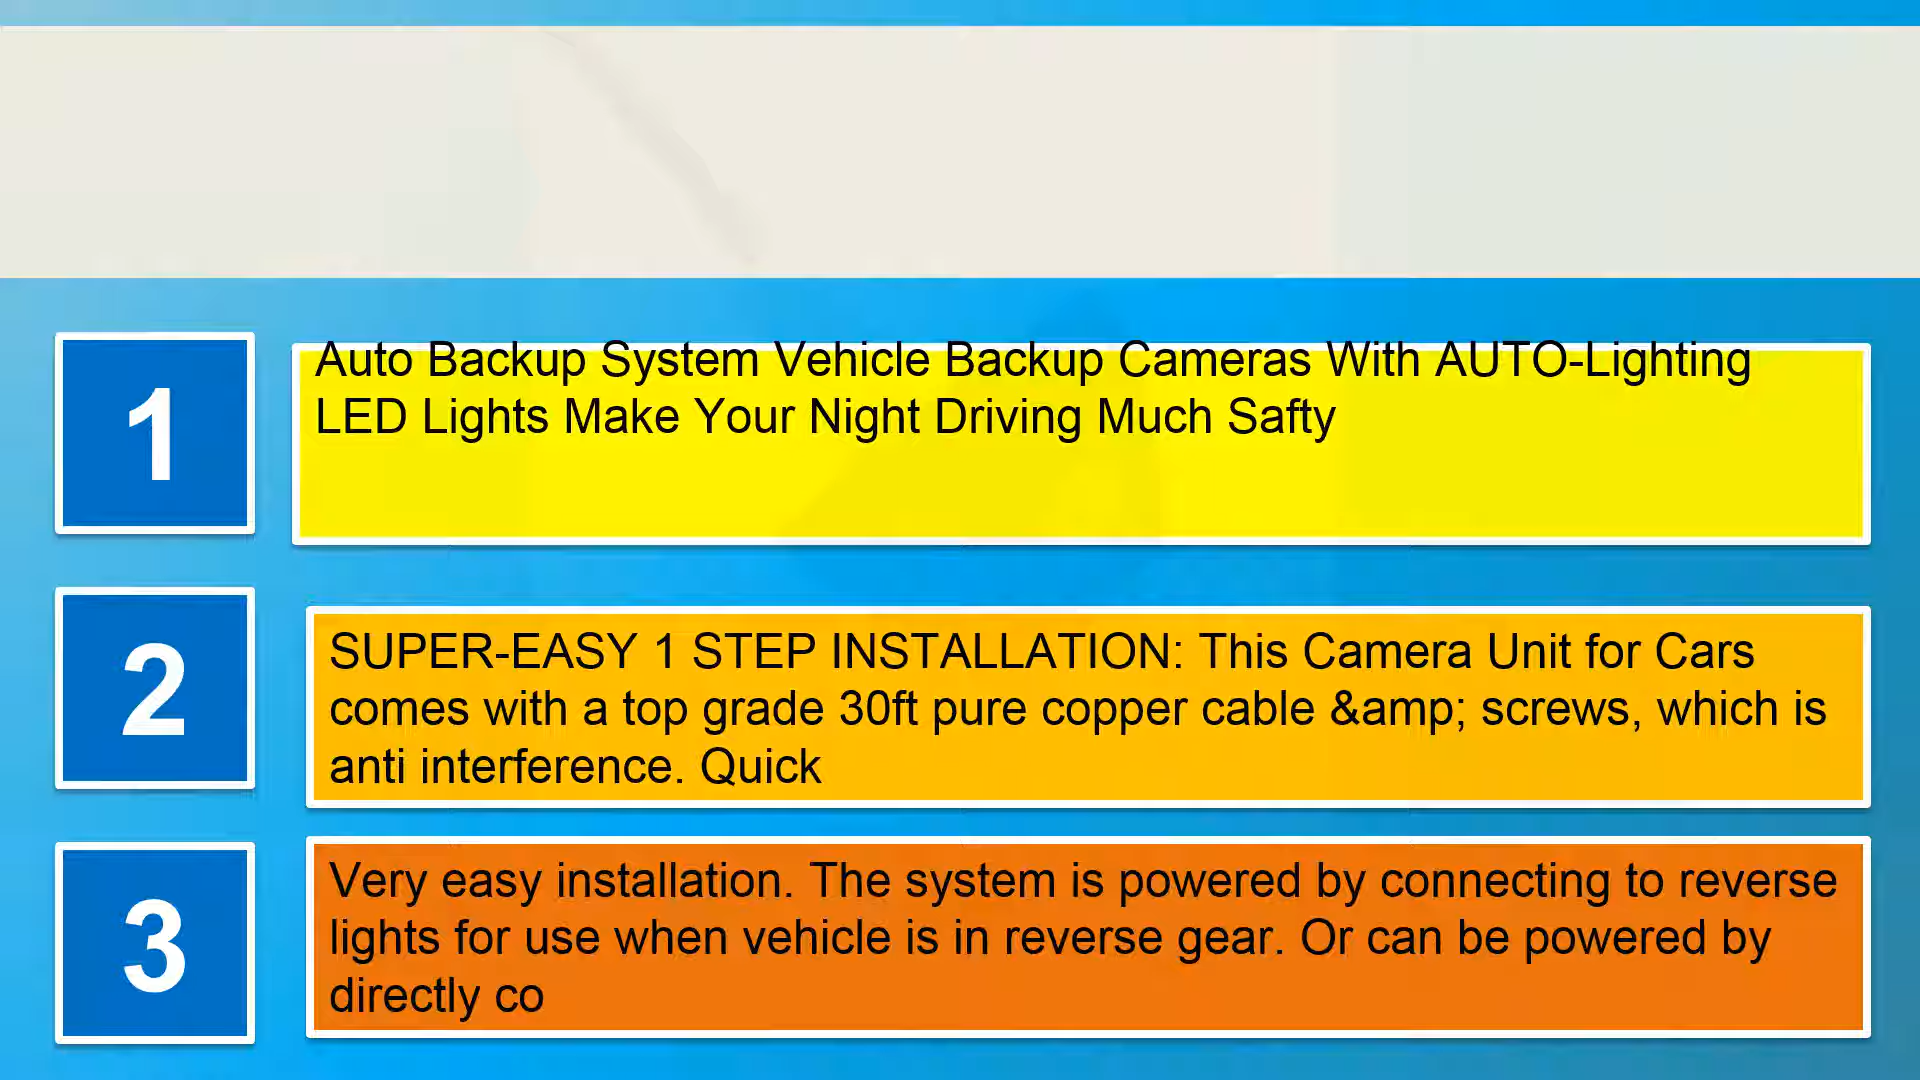 1
Auto Backup System Vehicle Backup Cameras With AUTO-Lighting
LED Lights Make Your Night Driving Much Safty
2
SUPER-EASY 1 STEP INSTALLATION: This Camera Unit for Cars
comes with a top grade 30ft pure copper cable &amp; screws, which is
anti interference. Quick
3
Very easy installation. The system is powered by connecting to reverse
lights for use when vehicle is in reverse gear. Or can be powered by
directly co